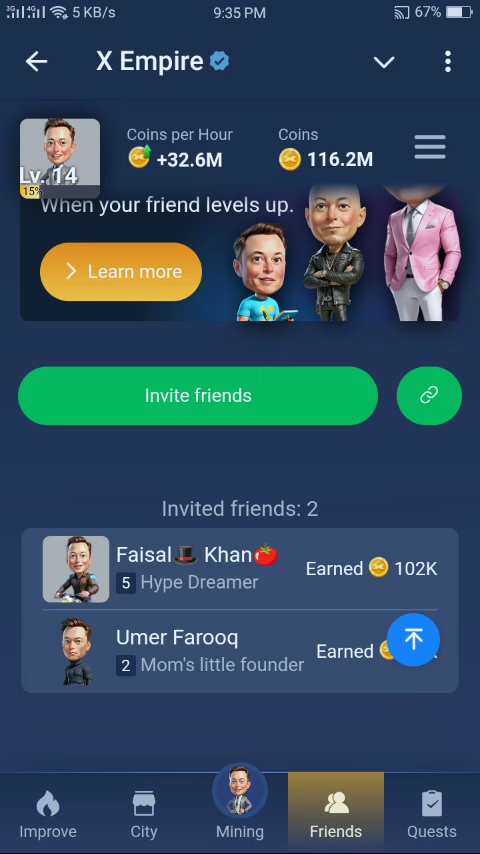 3G 4G 5 KB/s 9:35 PM 67%
X Empire
Coins per Hour Coins
+32.6M 116.2M
Lv. 14
15%
When your friend levels up.
Learn more
Invite friends
Invited friends: 2
Faisal🎩 Khan🍅
5 Hype Dreamer Earned 102K
Umer Farooq
2 Mom's little founder Earned
Improve City Mining Friends Quests